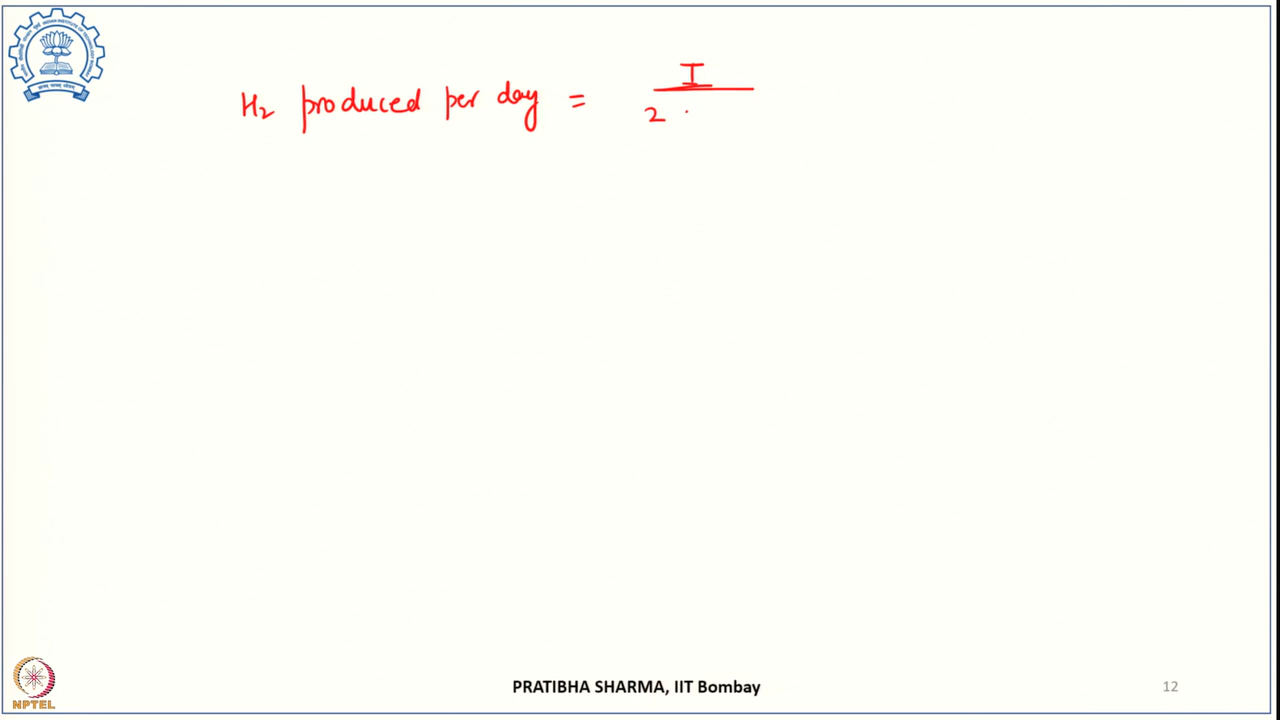 H₂ produced per day = I
2 .
NPTEL
PRATIBHA SHARMA, IIT Bombay
12